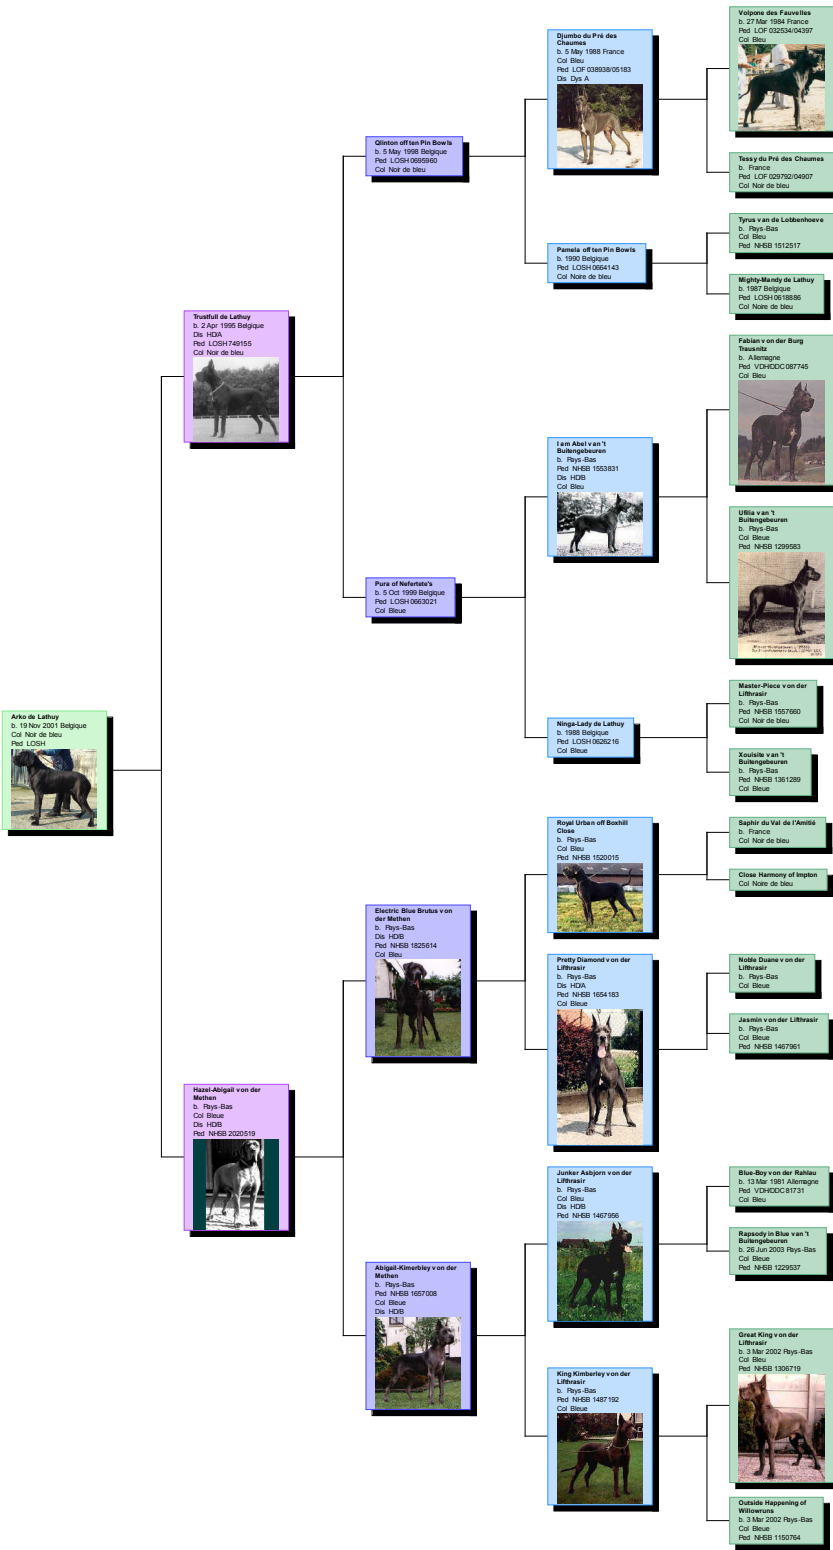 Arko de Lathuy
b. 19 Nov 2001 Belgique
Col Noir de bleu
Ped LOSH
Trustfull de Lathuy
b. 2 Apr 1995 Belgique
Dis HD/A
Ped LOSH 749155
Col Noir de bleu
Hazel-Abigail von der
Methen
b. Pays-Bas
Col Bleue
Dis HD/B
Ped NHSB 2020519
Qlinton off ten Pin Bowls
b. 5 May 1998 Belgique
Ped LOSH 0695960
Col Noir de bleu
Pura of Nefertete's
b. 5 Oct 1999 Belgique
Ped LOSH 0663021
Col Bleue
Electric Blue Brutus von
der Methen
b. Pays-Bas
Dis HD/B
Ped NHSB 1825614
Col Bleu
Abigail-Kimerbley von der
Methen
b. Pays-Bas
Ped NHSB 1657008
Col Bleue
Dis HD/B
Djumbo du Pré des
Chaumes
b. 5 May 1988 France
Col Bleu
Ped LOF 038938/05183
Dis Dys A
Pamela off ten Pin Bowls
b. 1990 Belgique
Ped LOSH 0664143
Col Noire de bleu
I am Abel van 't
Buitengebeuren
b. Pays-Bas
Ped NHSB 1553831
Dis HD/B
Col Bleu
Ninga-Lady de Lathuy
b. 1988 Belgique
Ped LOSH 0626216
Col Bleue
Royal Urban off Boxhill
Close
b. Pays-Bas
Col Bleu
Ped NHSB 1520015
Pretty Diamond von der
Lifthrasir
b. Pays-Bas
Dis HD/A
Ped NHSB 1654183
Col Bleue
Junker Asbjorn von der
Lifthrasir
b. Pays-Bas
Col Bleu
Dis HD/B
Ped NHSB 1467956
King Kimberley von der
Lifthrasir
b. Pays-Bas
Ped NHSB 1487192
Col Bleue
Volpone des Fauvelles
b. 27 Mar 1984 France
Ped LOF 032534/04397
Col Bleu
Tessy du Pré des Chaumes
b. France
Ped LOF 029792/04907
Col Noir de bleu
Tyrus van de Lobbenhoeve
b. Pays-Bas
Col Bleu
Ped NHSB 1512517
Mighty-Mandy de Lathuy
b. 1987 Belgique
Ped LOSH 0618886
Col Noire de bleu
Fabian von der Burg
Trausnitz
b. Allemagne
Ped VDH/DDC 087745
Col Bleu
Ufilia van 't
Buitengebeuren
b. Pays-Bas
Col Bleue
Ped NHSB 1299583
Master-Piece von der
Lifthrasir
b. Pays-Bas
Ped NHSB 1557660
Col Noir de bleu
Xouisite van 't
Buitengebeuren
b. Pays-Bas
Ped NHSB 1361289
Col Bleue
Saphir du Val de l'Amitié
b. France
Col Noir de bleu
Close Harmony of Impton
Col Noire de bleu
Noble Duane von der
Lifthrasir
b. Pays-Bas
Col Bleue
Jasmin von der Lifthrasir
b. Pays-Bas
Col Bleue
Ped NHSB 1467961
Blue-Boy von der Rahlau
b. 13 Mar 1981 Allemagne
Ped VDH/DDC 81731
Col Bleu
Rapsody in Blue van 't
Buitengebeuren
b. 26 Jun 2003 Pays-Bas
Col Bleue
Ped NHSB 1229537
Great King von der
Lifthrasir
b. 3 Mar 2002 Pays-Bas
Col Bleu
Ped NHSB 1306719
Outside Happening of
Willowruns
b. 3 Mar 2002 Pays-Bas
Col Bleue
Ped NHSB 1150764